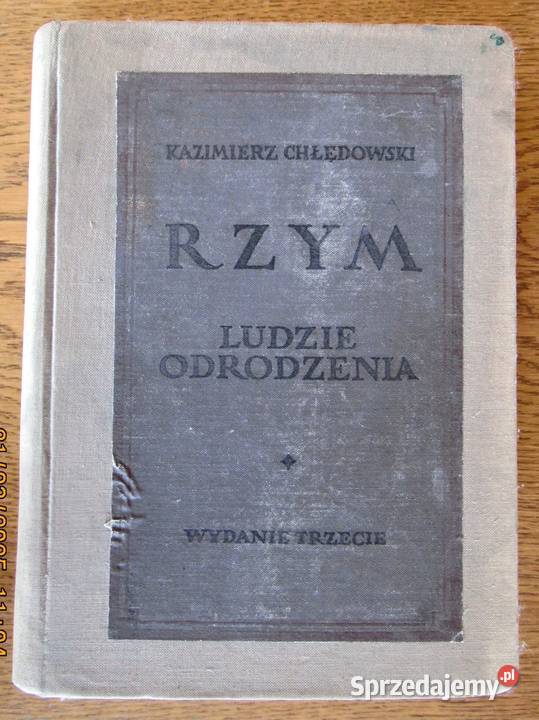 KAZIMIERZ CHŁĘDOWSKI
RZYM
LUDZIE
ODRODZENIA
WYDANIE TRZECIE
Sprzedajemy.pl